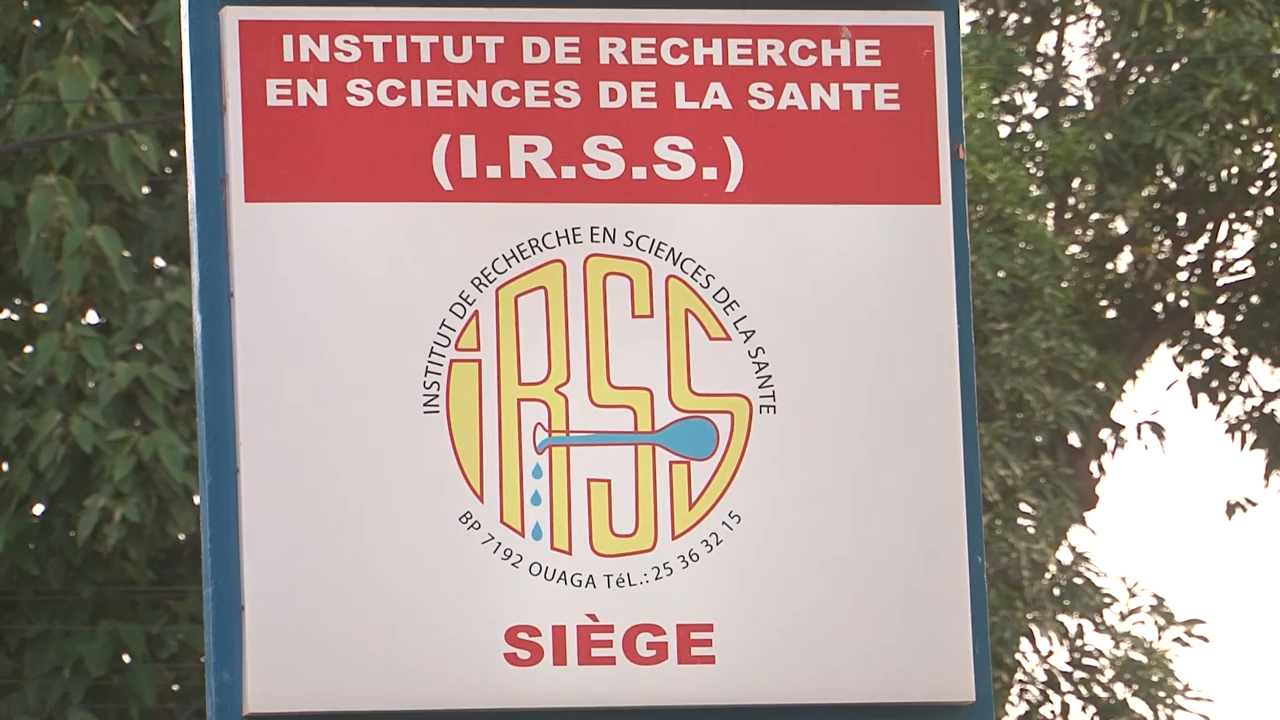 INSTITUT DE RECHERCHE
EN SCIENCES DE LA SANTE
(I.R.S.S.)
INSTITUT DE RECHERCHE EN SCIENCES DE LA SANTE
iRSS
BP 7192 OUAGA TéL.: 25 36 32 15
SIÈGE